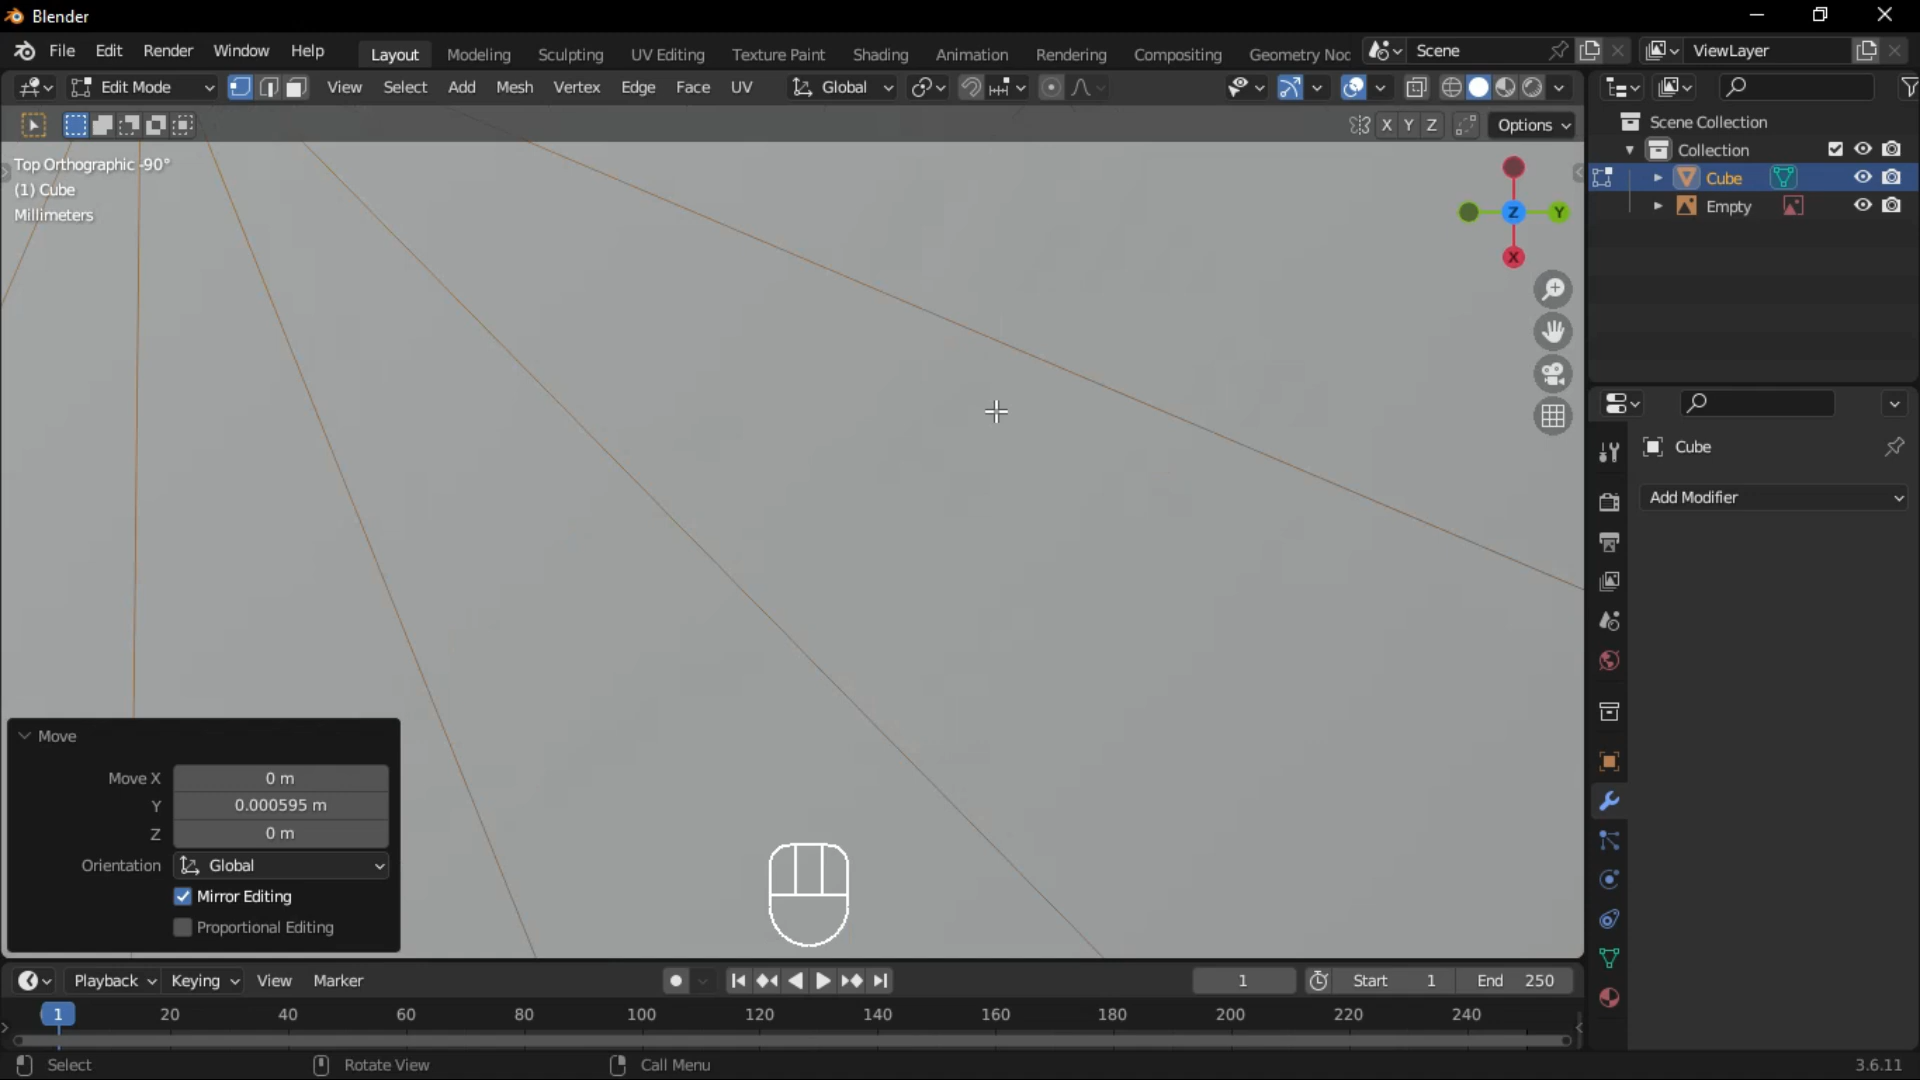 Blender
File Edit Render Window Help Layout Modeling Sculpting UV Editing Texture Paint Shading Animation Rendering Compositing Geometry Noc Scene ViewLayer
Edit Mode View Select Add Mesh Vertex Edge Face UV Global
X Y Z Options
Top Orthographic -90°
(1) Cube
Millimeters
Z Y
X
Scene Collection
Collection
Cube
Empty
Cube
Add Modifier
Move
Move X 0 m
Y 0.000595 m
Z 0 m
Orientation Global
Mirror Editing
Proportional Editing
Playback Keying View Marker 1 Start 1 End 250
1 20 40 60 80 100 120 140 160 180 200 220 240
Select Rotate View Call Menu 3.6.11